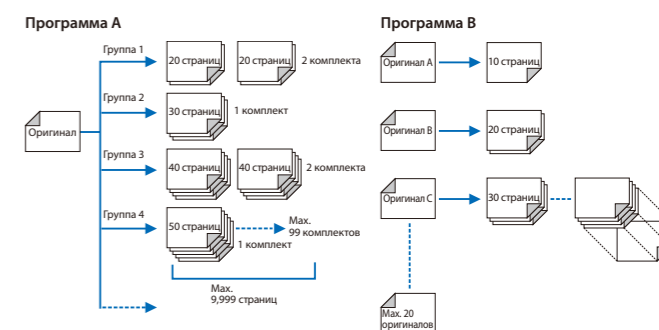 Программа А
Группа 1
20 страниц
20 страниц
2 комплекта
Группа 2
30 страниц
1 комплект
Оригинал
Группа 3
40 страниц
40 страниц
2 комплекта
Группа 4
50 страниц
Max.
99 комплектов
1 комплект
Max.
9,999 страниц
Программа В
Оригинал А
10 страниц
Оригинал В
20 страниц
Оригинал С
30 страниц
Max. 20
оригиналов